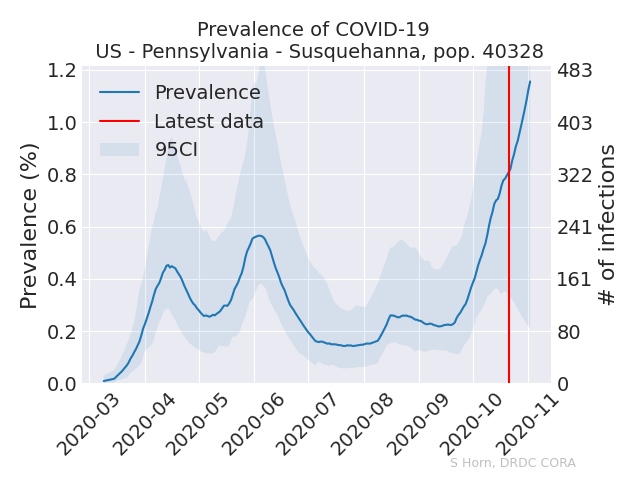 Prevalence of COVID-19
US - Pennsylvania - Susquehanna, pop. 40328
Prevalence
Latest data
95CI
Prevalence (%)
1.2
1.0
0.8
0.6
0.4
0.2
0.0
# of infections
483
403
322
241
161
80
0
2020-03
2020-04
2020-05
2020-06
2020-07
2020-08
2020-09
2020-10
2020-11
S Horn, DRDC CORA